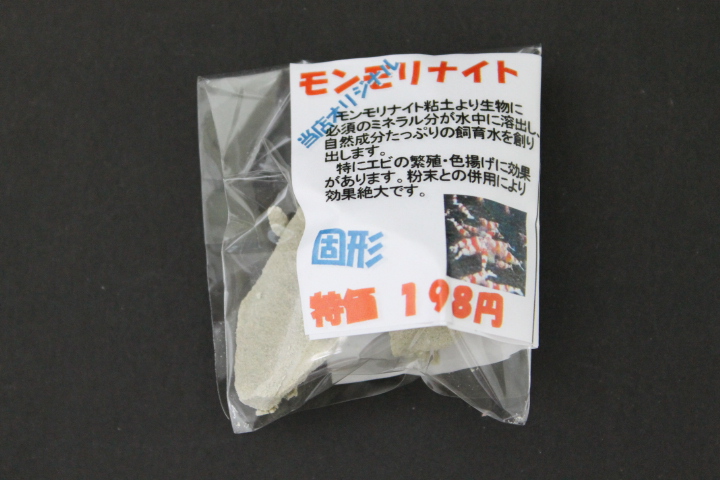 モンモリナイト
当店オリジナル
モンモリナイト粘土より生物に
必須のミネラル分が水中に溶出し、
自然成分たっぷりの飼育水を創り
出します。
特にエビの繁殖・色揚げに効果
があります。粉末との併用により
効果絶大です。
固形
特価 198円